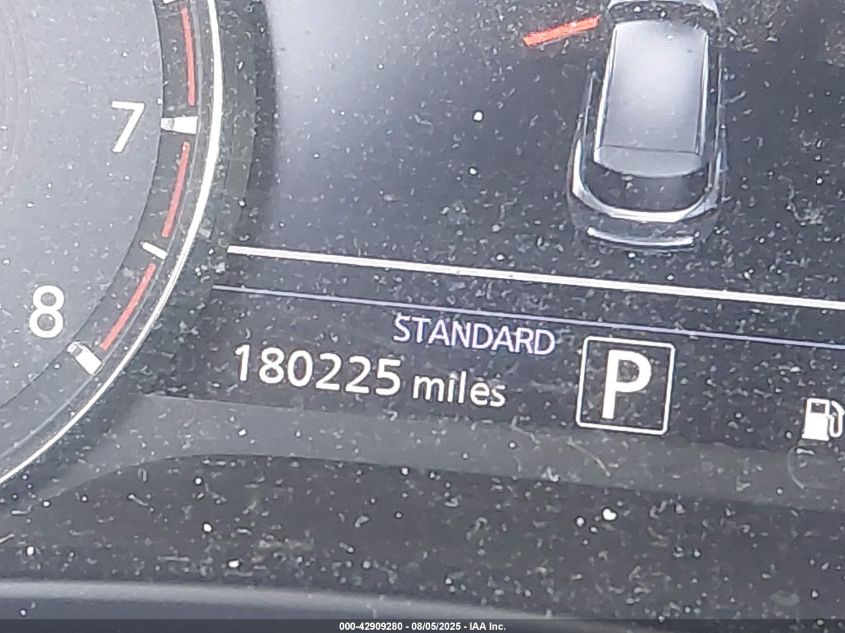 7
8
STANDARD
180225 miles
P
000-42909280 - 08/05/2025 - IAA Inc.